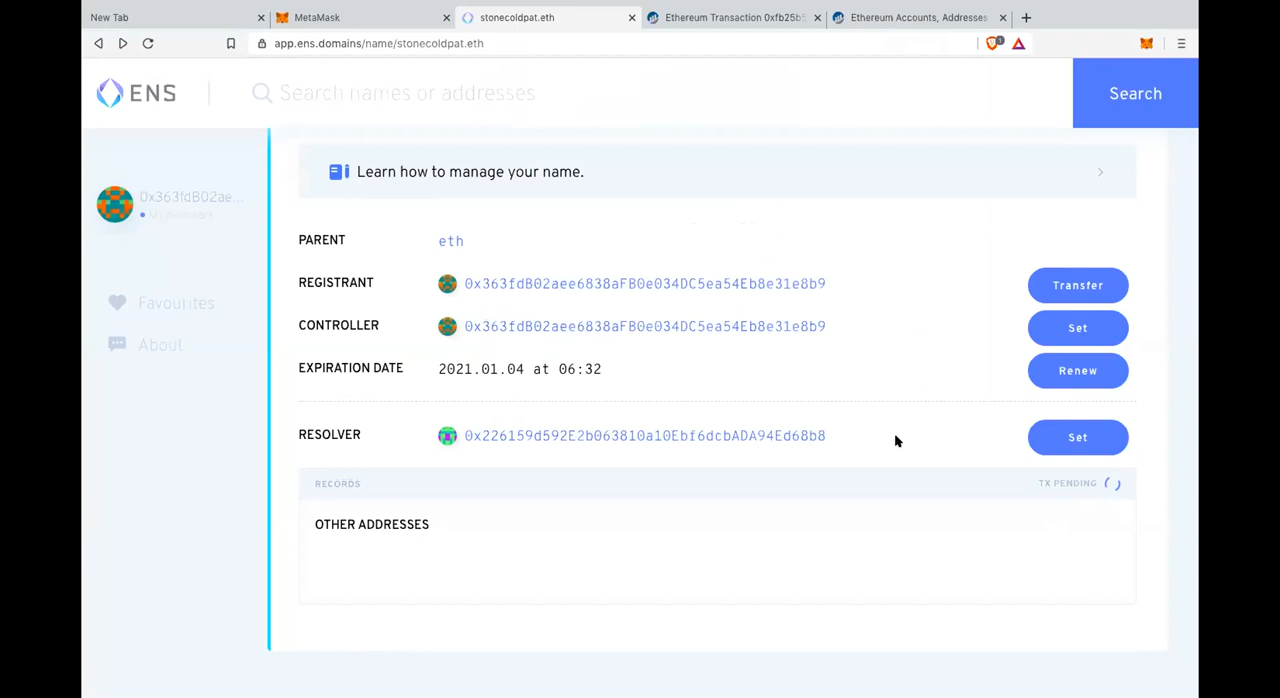 New Tab
MetaMask
stonecoldpat.eth
Ethereum Transaction 0xfb25b5
Ethereum Accounts, Addresses
app.ens.domains/name/stonecoldpat.eth
1
ENS
Search names or addresses
Search
Learn how to manage your name.
0x363fdB02ae...
PARENT
eth
REGISTRANT
0x363fdB02aee6838aFB0e034DC5ea54Eb8e31e8b9
Transfer
CONTROLLER
0x363fdB02aee6838aFB0e034DC5ea54Eb8e31e8b9
Set
Favourites
About
EXPIRATION DATE
2021.01.04 at 06:32
Renew
RESOLVER
0x226159d592E2b063810a10Ebf6dcbADA94Ed68b8
Set
RECORDS
TX PENDING
OTHER ADDRESSES